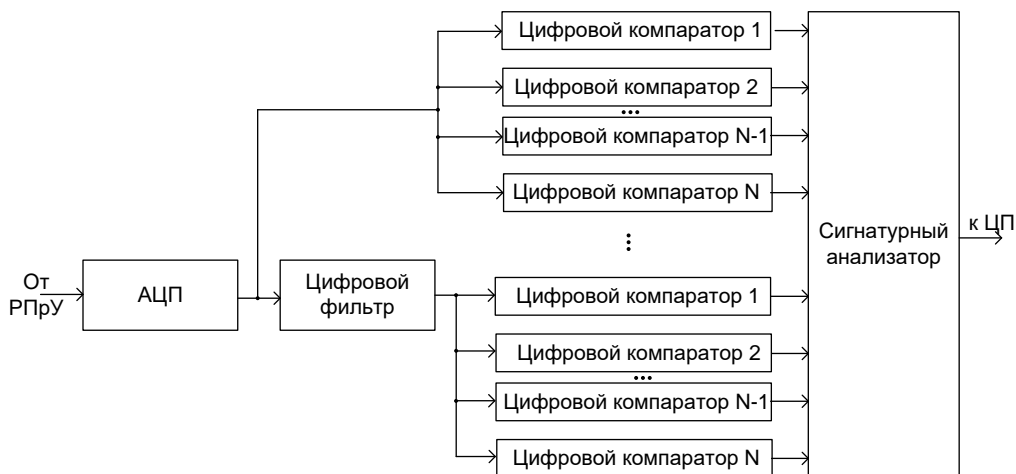 Цифровой компаратор 1
Цифровой компаратор 2
...
Цифровой компаратор N-1
Цифровой компаратор N
От
РПрУ
АЦП
Цифровой
фильтр
Цифровой компаратор 1
Цифровой компаратор 2
...
Цифровой компаратор N-1
Цифровой компаратор N
Сигнатурный
анализатор
к ЦП